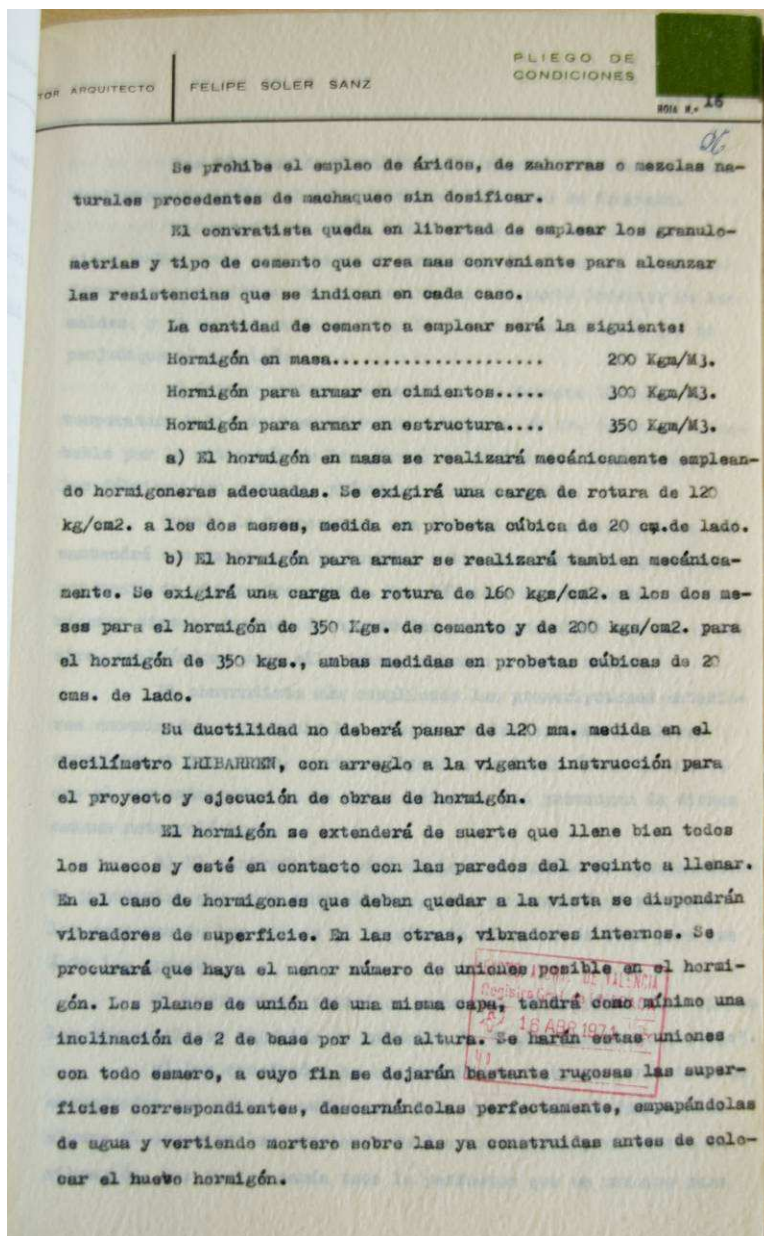 PLIEGO DE
CONDICIONES
TOR ARQUITECTO
FELIPE SOLER SANZ
HOJA N.º 16
Se prohibe el empleo de áridos, de zahorras o mezclas na-
turales procedentes de machaqueo sin dosificar.
El contratista queda en libertad de emplear los granulo-
metrias y tipo de cemento que crea mas conveniante para alcanzar
las resistencias que se indican en cada caso.
La cantidad de cemento a emplear será la siguiente:
Hormigón en masa..................... 200 Kgm/M3.
Hormigón para armar en cimientos..... 300 Kgm/M3.
Hormigón para armar en estructura.... 350 Kgm/M3.
a) El hormigón en masa se realizará mecánicamente emplean-
do hormigoneras adecuadas. Se exigirá una carga de rotura de 120
kg/cm2. a los dos meses, medida en probeta cúbica de 20 cm.de lado.
b) El hormigón para armar se realizará tambien mecánica-
mente. Se exigirá una carga de rotura de 160 kgs/cm2. a los dos me-
ses para el hormigón de 350 Kgs. de cemento y de 200 kgs/cm2. para
el hormigón de 350 kgs., ambas medidas en probetas cúbicas de 20
cms. de lado.
Su ductilidad no deberá pasar de 120 mm. medida en el
decilímetro IRIBARREN, con arreglo a la vigente instrucción para
el proyecto y ejecución de obras de hormigón.
El hormigón se extenderá de suerte que llene bien todos
los huecos y esté en contacto con las paredes del recinto a llenar.
En el caso de hormigones que deban quedar a la vista se dispondrán
vibradores de superficie. En las otras, vibradores internos. Se
procurará que haya el menor número de uniones posible en el hormi-
gón. Los planos de unión de una misma capa, tendrá como mínimo una
inclinación de 2 de base por 1 de altura. Se harán estas uniones
con todo esmero, a cuyo fin se dejarán bastante rugosas las super-
ficies correspondientes, descarnándolas perfectamente, empapándolas
de agua y vertiendo mortero sobre las ya construidas antes de colo-
car el huevo hormigón.
DE VALENCIA
16 ABR 1971